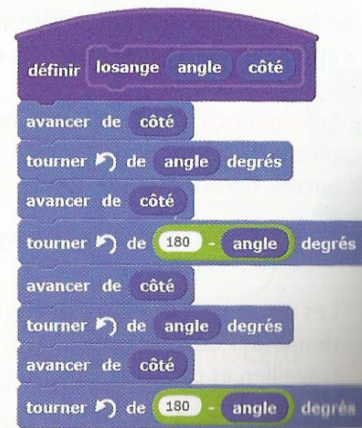 définir losange angle côté
avancer de côté
tourner de angle degrés
avancer de côté
tourner de 180 - angle degrés
avancer de côté
tourner de angle degrés
avancer de côté
tourner de 180 - angle degrés